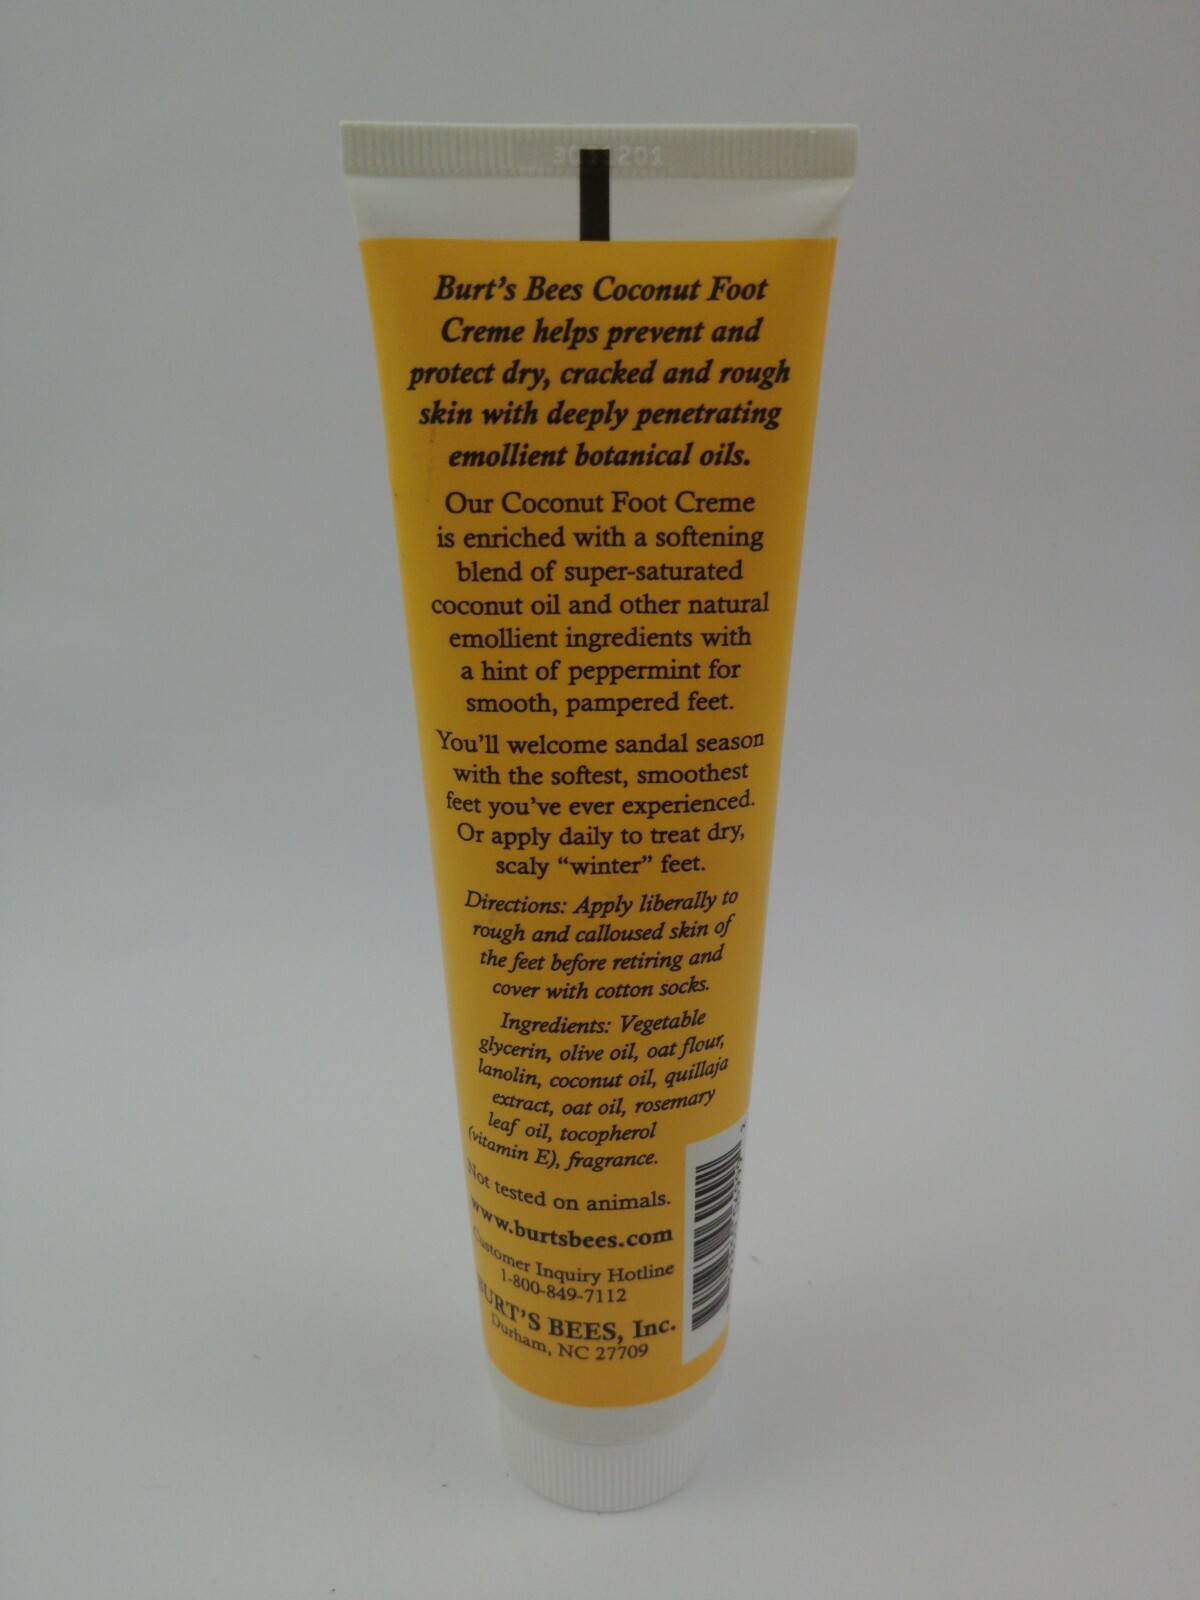 Burt's Bees Coconut Foot
Creme helps prevent and
protect dry, cracked and rough
skin with deeply penetrating
emollient botanical oils.
Our Coconut Foot Creme
is enriched with a softening
blend of super-saturated
coconut oil and other natural
emollient ingredients with
a hint of peppermint for
smooth, pampered feet.
You'll welcome sandal season
with the softest, smoothest
feet you've ever experienced.
Or apply daily to treat dry,
scaly “winter” feet.
Directions: Apply liberally to
rough and calloused skin of
the feet before retiring and
cover with cotton socks.
Ingredients: Vegetable
glycerin, olive oil, oat flour,
lanolin, coconut oil, quillaja
extract, oat oil, rosemary
leaf oil, tocopherol
(vitamin E), fragrance.
Not tested on animals.
www.burtsbees.com
Customer Inquiry Hotline
1-800-849-7112
BURT'S BEES, Inc.
Durham, NC 27709